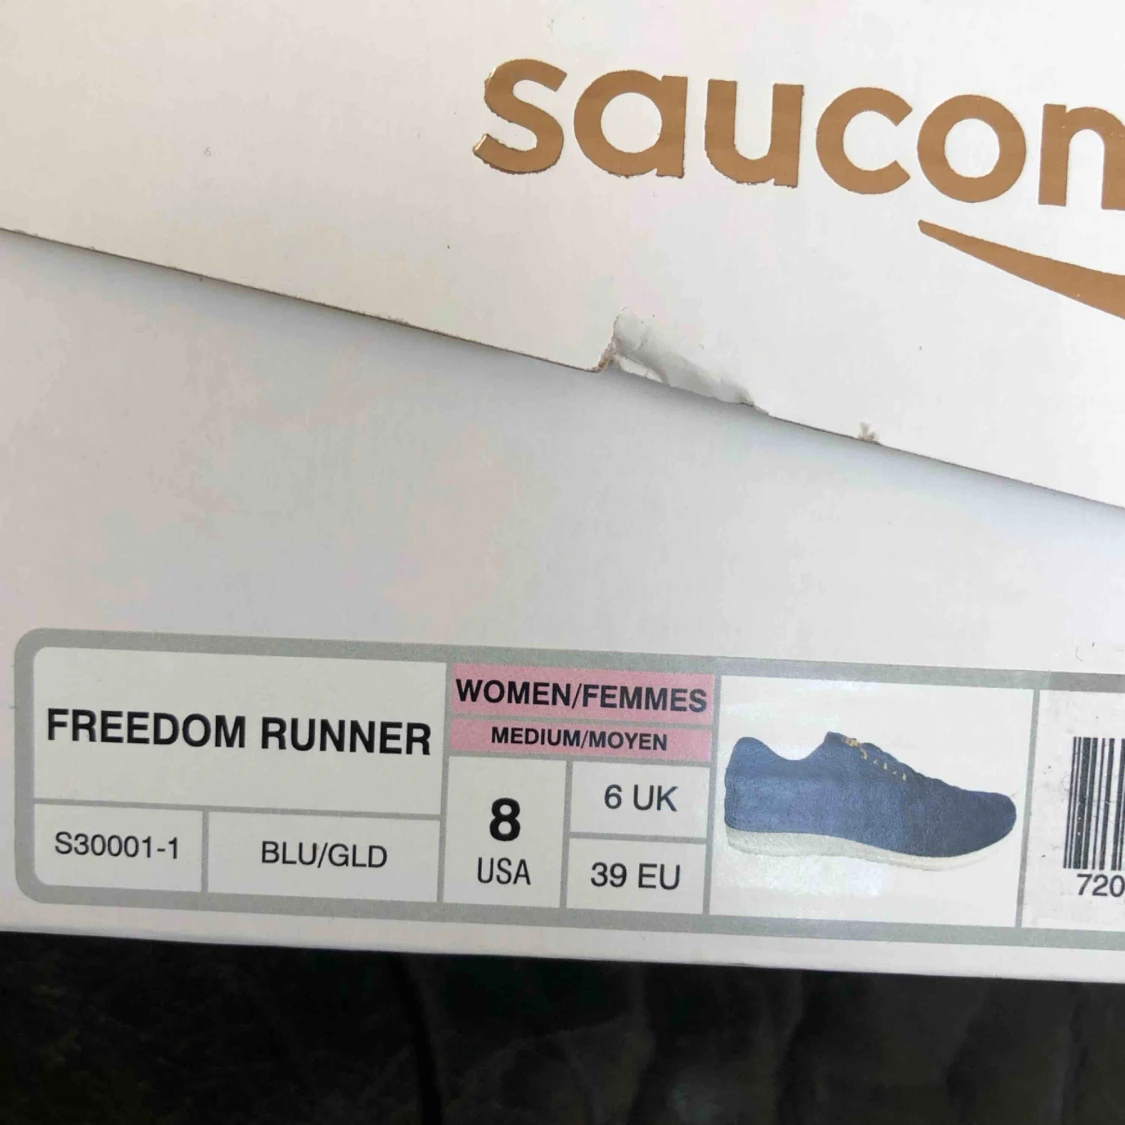 saucon
FREEDOM RUNNER
S30001-1
BLU/GLD
WOMEN/FEMMES
MEDIUM/MOYEN
8
USA
6 UK
39 EU
720